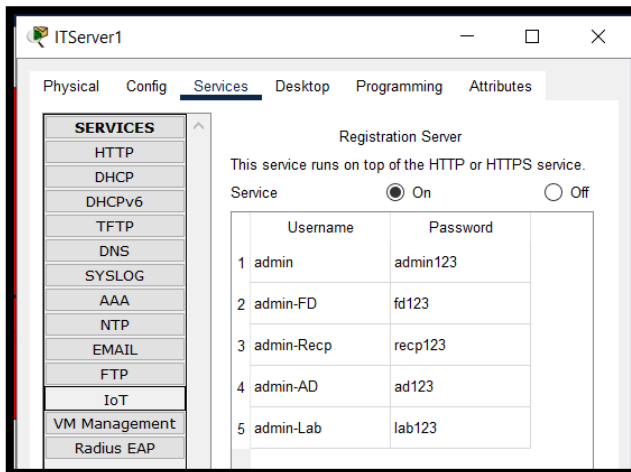 ITServer1
Physical Config Services Desktop Programming Attributes
SERVICES
HTTP
DHCP
DHCPv6
TFTP
DNS
SYSLOG
AAA
NTP
EMAIL
FTP
IoT
VM Management
Radius EAP
Registration Server
This service runs on top of the HTTP or HTTPS service.
Service On Off
Username Password
1 admin admin123
2 admin-FD fd123
3 admin-Recp recp123
4 admin-AD ad123
5 admin-Lab lab123